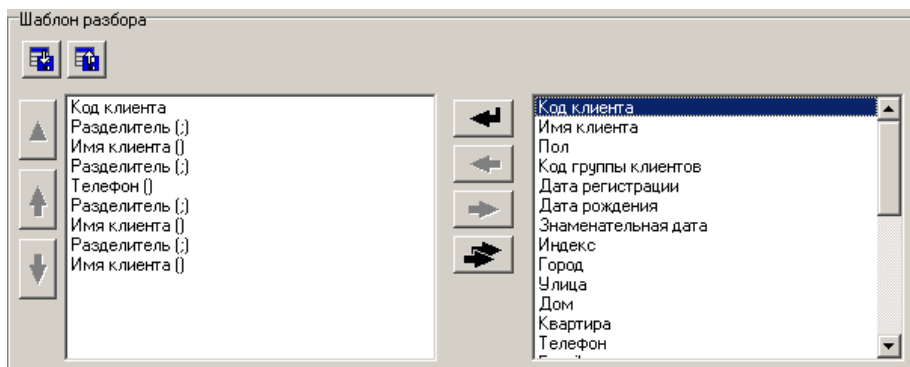 Шаблон разбора
Код клиента
Разделитель (;)
Имя клиента ()
Разделитель (;)
Телефон ()
Разделитель (;)
Имя клиента ()
Разделитель (;)
Имя клиента ()
Код клиента
Имя клиента
Пол
Код группы клиентов
Дата регистрации
Дата рождения
Знаменательная дата
Индекс
Город
Улица
Дом
Квартира
Телефон